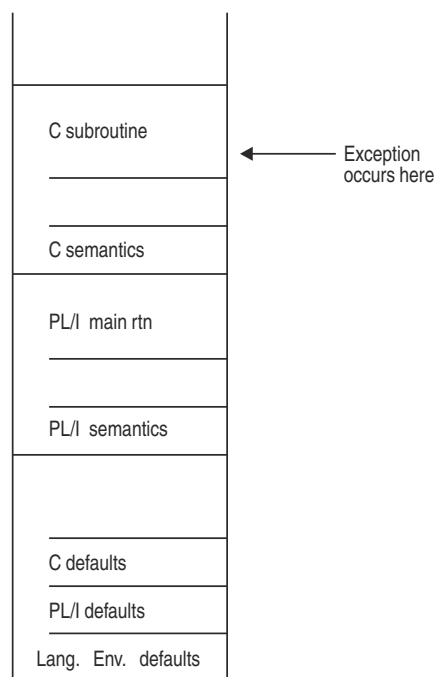 C subroutine
Exception
occurs here
C semantics
PL/I main rtn
PL/I semantics
C defaults
PL/I defaults
Lang. Env. defaults